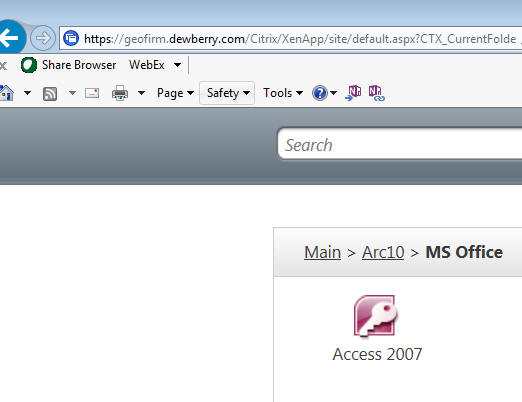 https://geofirm.dewberry.com/Citrix/XenApp/site/default.aspx?CTX_CurrentFolde
x Share Browser WebEx
Page Safety Tools
Search
Main > Arc10 > MS Office
Access 2007